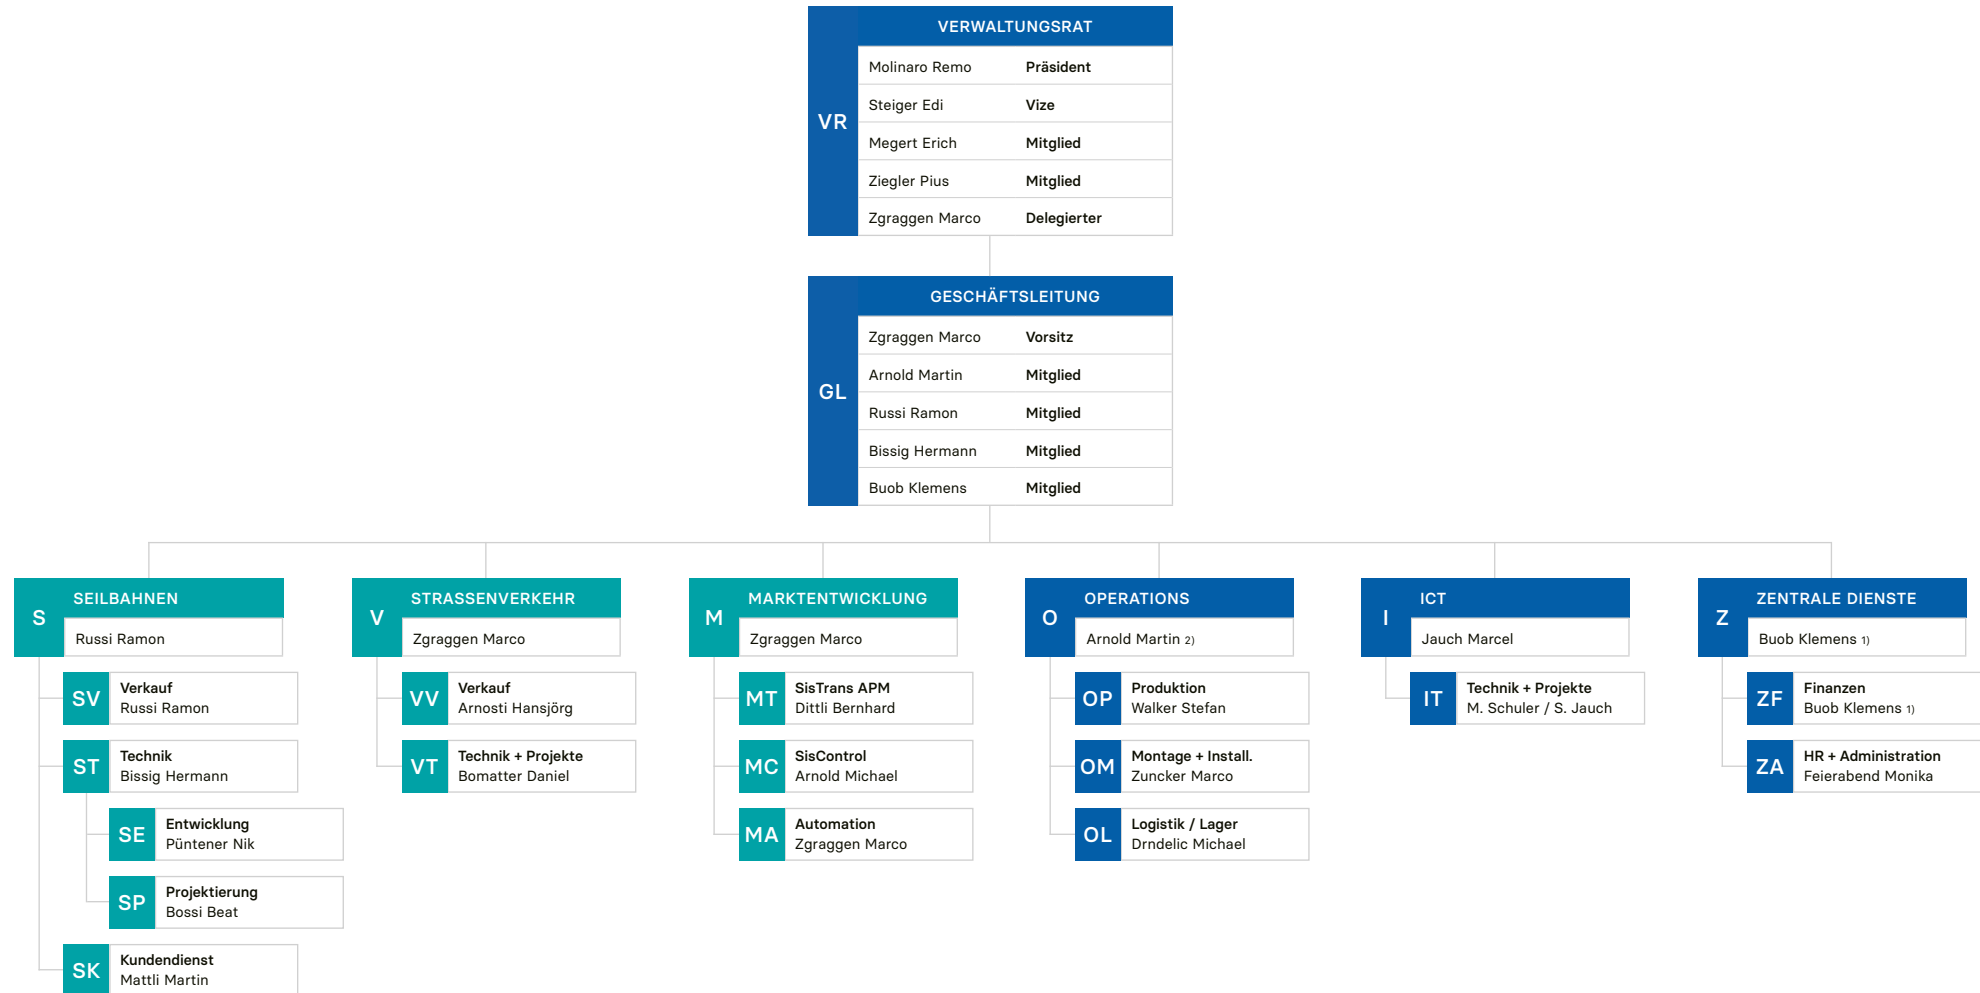 VERWALTUNGSRAT
VR
Molinaro Remo Präsident
Steiger Edi Vize
Megert Erich Mitglied
Ziegler Pius Mitglied
Zgraggen Marco Delegierter
GESCHÄFTSLEITUNG
GL
Zgraggen Marco Vorsitz
Arnold Martin Mitglied
Russi Ramon Mitglied
Bissig Hermann Mitglied
Buob Klemens Mitglied
S
SEILBAHNEN
Russi Ramon
SV
Verkauf
Russi Ramon
ST
Technik
Bissig Hermann
SE
Entwicklung
Püntener Nik
SP
Projektierung
Bossi Beat
SK
Kundendienst
Mattli Martin
V
STRASSENVERKEHR
Zgraggen Marco
VV
Verkauf
Arnosti Hansjörg
VT
Technik + Projekte
Bomatter Daniel
M
MARKTENTWICKLUNG
Zgraggen Marco
MT
SisTrans APM
Dittli Bernhard
MC
SisControl
Arnold Michael
MA
Automation
Zgraggen Marco
O
OPERATIONS
Arnold Martin 2)
OP
Produktion
Walker Stefan
OM
Montage + Install.
Zuncker Marco
OL
Logistik / Lager
Drndelic Michael
I
ICT
Jauch Marcel
IT
Technik + Projekte
M. Schuler / S. Jauch
Z
ZENTRALE DIENSTE
Buob Klemens 1)
ZF
Finanzen
Buob Klemens 1)
ZA
HR + Administration
Feierabend Monika